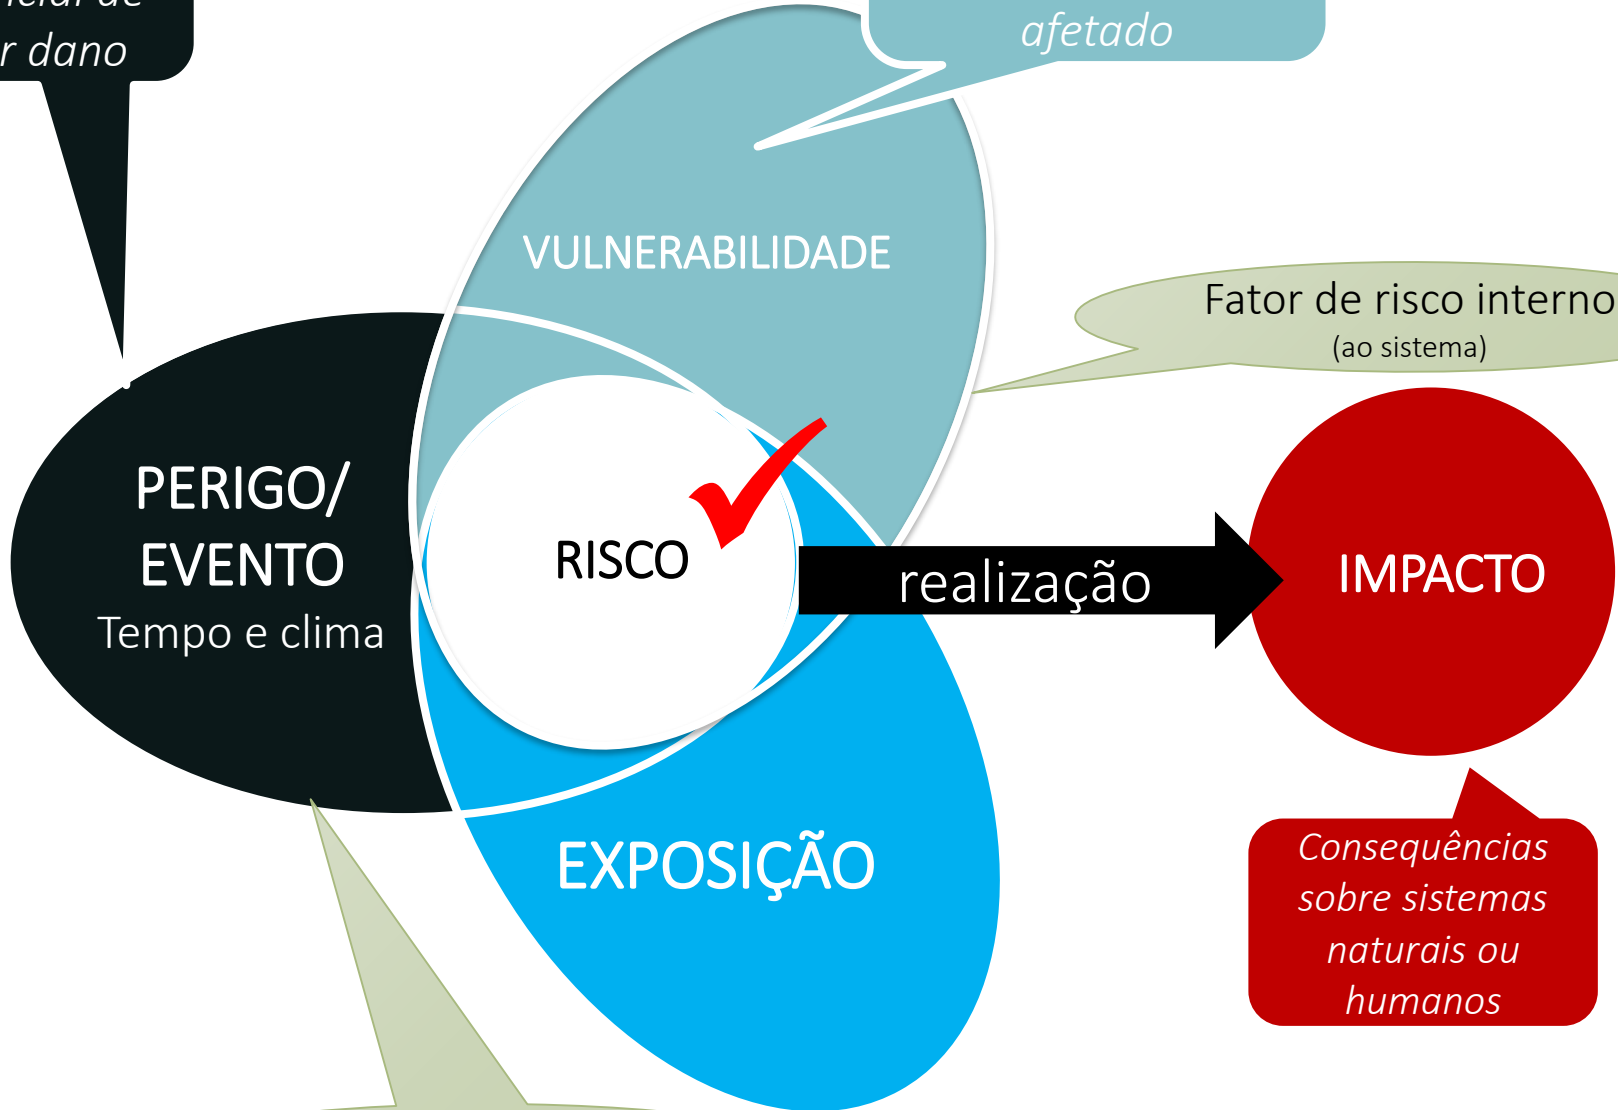 r dano
afetado
VULNERABILIDADE
Fator de risco interno
(ao sistema)
PERIGO/
EVENTO
Tempo e clima
RISCO
realização
IMPACTO
EXPOSIÇÃO
Consequências
sobre sistemas
naturais ou
humanos